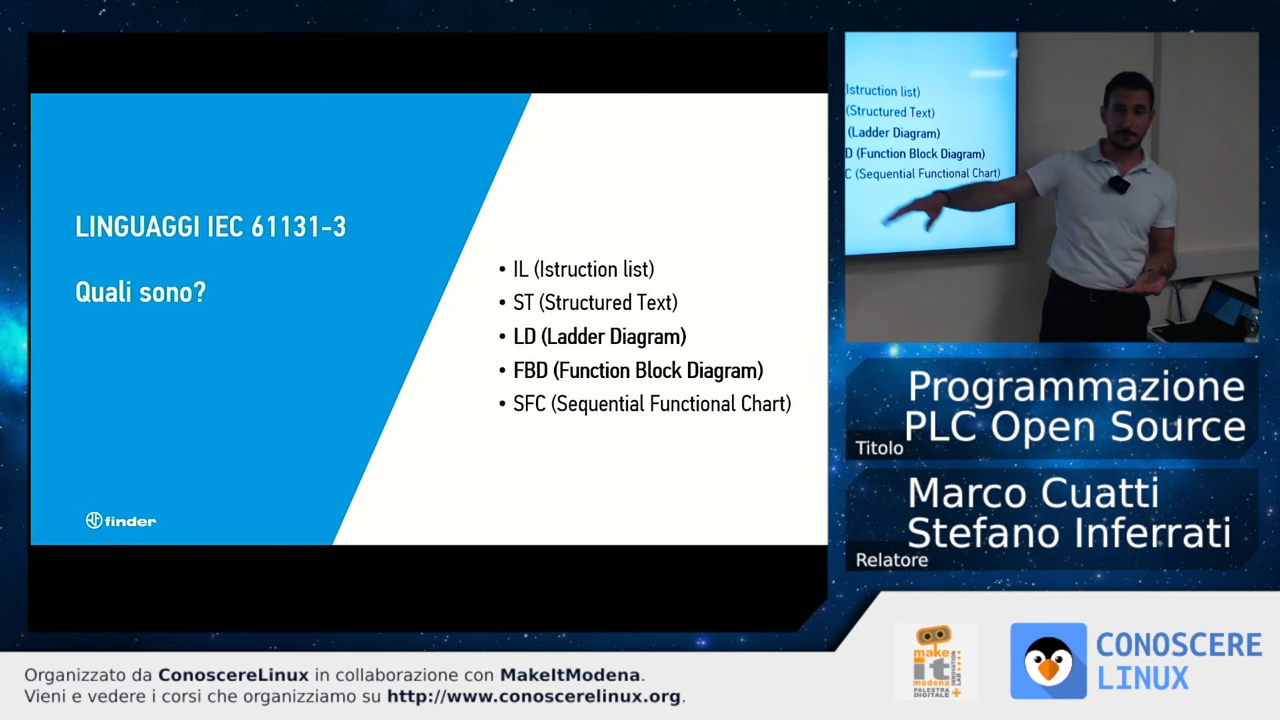 LINGUAGGI IEC 61131-3
Quali sono?
• IL (Istruction list)
• ST (Structured Text)
• LD (Ladder Diagram)
• FBD (Function Block Diagram)
• SFC (Sequential Functional Chart)
finder
Istruction list)
(Structured Text)
(Ladder Diagram)
D (Function Block Diagram)
C (Sequential Functional Chart)
Programmazione
PLC Open Source
Titolo
Marco Cuatti
Stefano Inferrati
Relatore
make
it
modena
PALESTRA
DIGITALE
INNOVATION
LAB
CONOSCERE
LINUX
Organizzato da ConoscereLinux in collaborazione con MakeItModena.
Vieni e vedere i corsi che organizziamo su http://www.conoscerelinux.org.